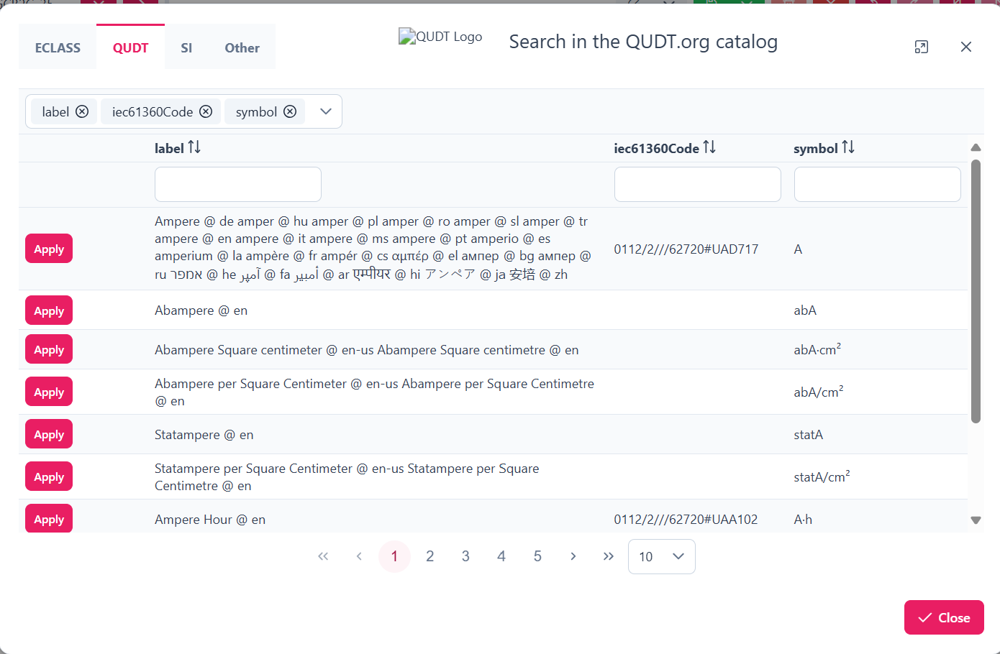 ECLASS QUDT SI Other QUDT Logo Search in the QUDT.org catalog
label iec61360Code symbol
label iec61360Code symbol
Ampere @ de amper @ hu amper @ pl amper @ ro amper @ sl amper @ tr
ampere @ en ampere @ it ampere @ ms ampere @ pt amperio @ es
Apply amperium @ la ampère @ fr ampér @ cs αμπέρ @ el ампер @ bg ампер @ 0112/2///62720#UAD717 A
ru אמפר @ he آمپر @ fa أمبير @ ar एम्पीयर @ hi アンペア @ ja 安培 @ zh
Apply Abampere @ en abA
Apply Abampere Square centimeter @ en-us Abampere Square centimetre @ en abA·cm²
Apply Abampere per Square Centimeter @ en-us Abampere per Square Centimetre abA/cm²
@ en
Apply Statampere @ en statA
Apply Statampere per Square Centimeter @ en-us Statampere per Square statA/cm²
Centimetre @ en
Apply Ampere Hour @ en 0112/2///62720#UAA102 A·h
« ‹ 1 2 3 4 5 › » 10
Close